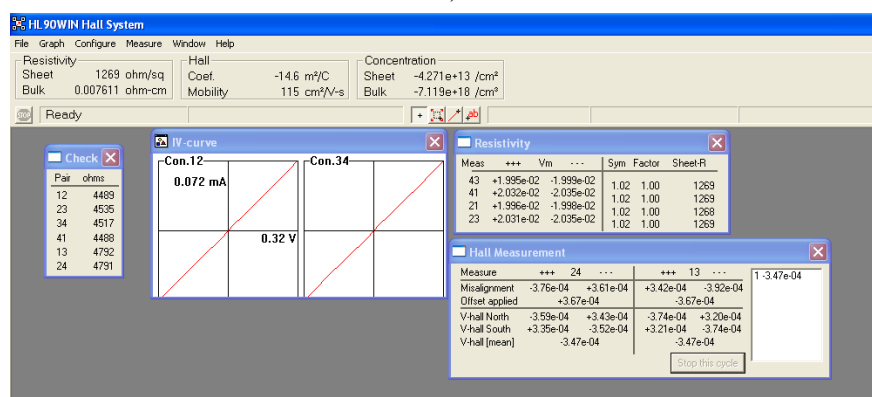 HL90WIN Hall System
File Graph Configure Measure Window Help
Resistivity Hall Concentration
Sheet 1269 ohm/sq Coef. -14.6 m²/C Sheet -4.271e+13 /cm²
Bulk 0.007611 ohm-cm Mobility 115 cm²/V-s Bulk -7.119e+18 /cm³
STOP Ready + ab
Check
Pair ohms
12 4489
23 4535
34 4517
41 4488
13 4792
24 4791
IV-curve
Con.12 Con.34
0.072 mA
0.32 V
Resistivity
Meas +++ Vm --- Sym Factor Sheet-R
43 +1.995e-02 -1.999e-02 1.02 1.00 1269
41 +2.032e-02 -2.035e-02 1.02 1.00 1269
21 +1.996e-02 -1.998e-02 1.02 1.00 1268
23 +2.031e-02 -2.035e-02 1.02 1.00 1269
Hall Measurement
Measure +++ 24 --- +++ 13 ---
Misalignment -3.76e-04 +3.61e-04 +3.42e-04 -3.92e-04
Offset applied +3.67e-04 -3.67e-04
V-hall North -3.59e-04 +3.43e-04 -3.74e-04 +3.20e-04
V-hall South +3.35e-04 -3.52e-04 +3.21e-04 -3.74e-04
V-hall [mean] -3.47e-04 -3.47e-04
Stop this cycle
1 -3.47e-04